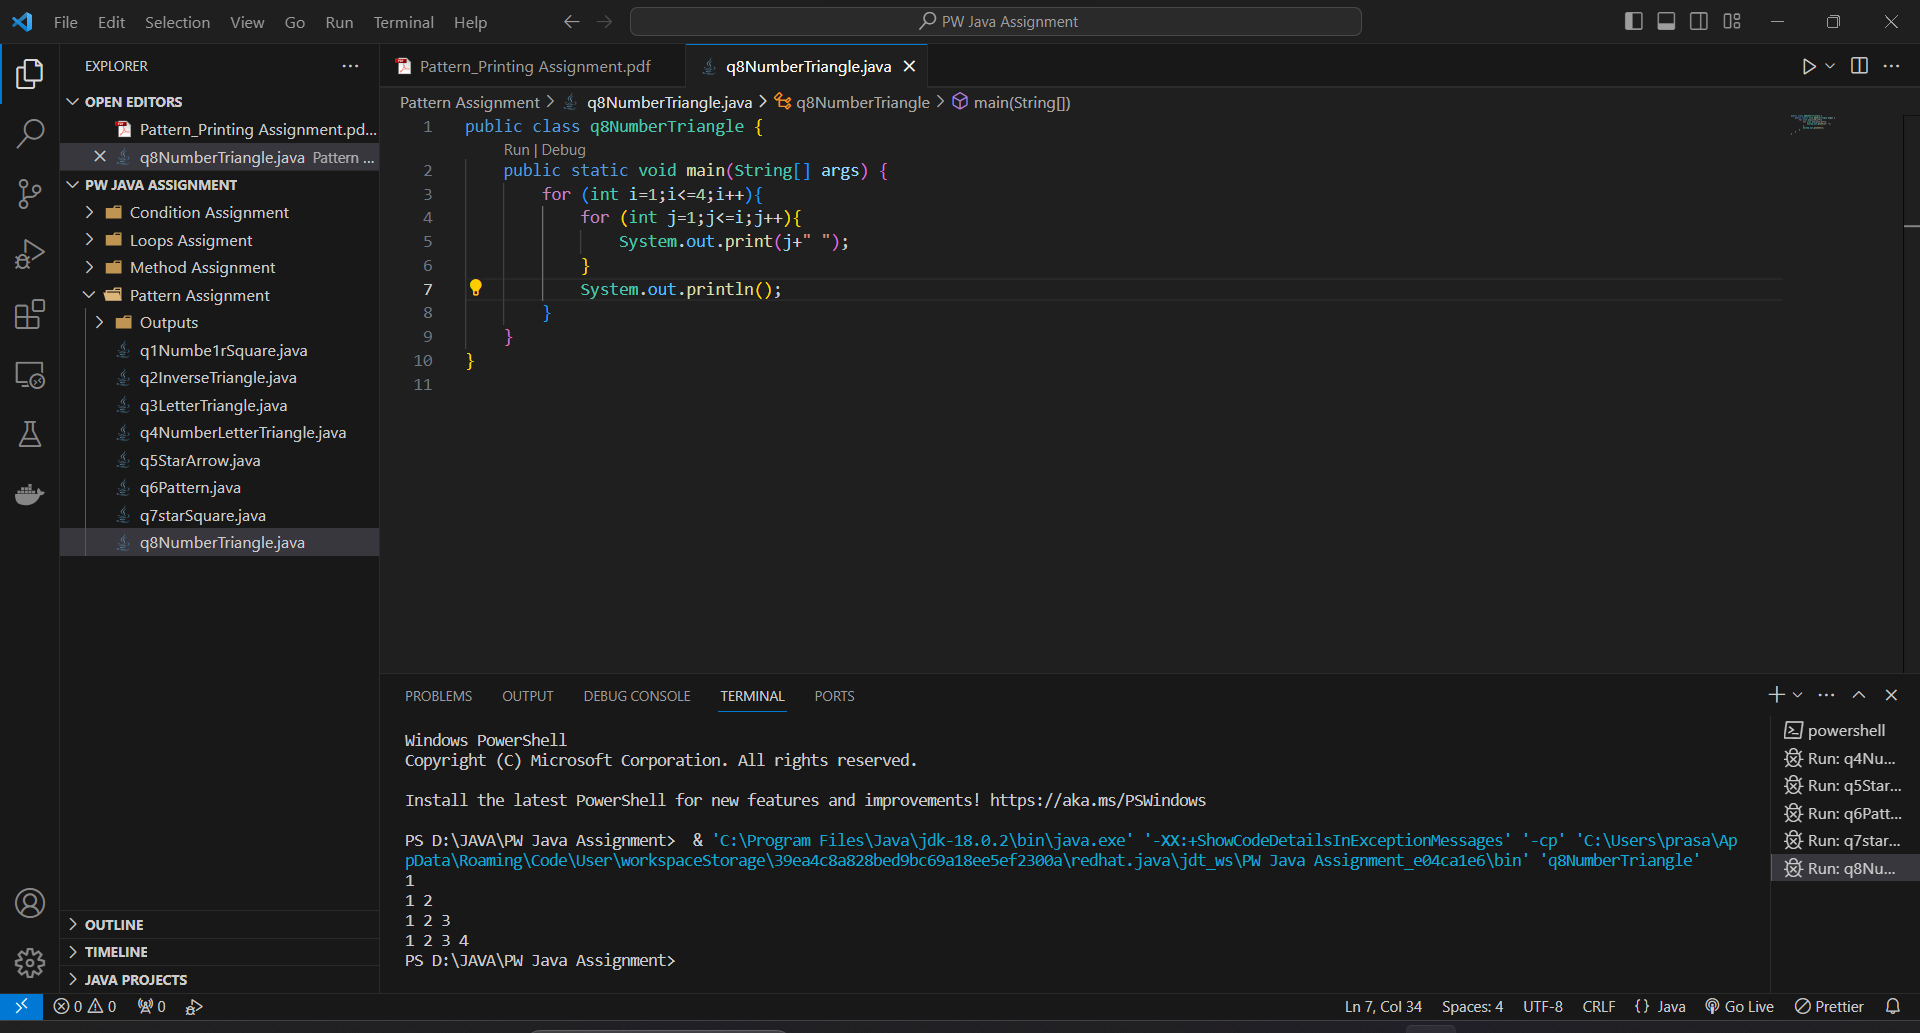 File Edit Selection View Go Run Terminal Help
PW Java Assignment
EXPLORER
OPEN EDITORS
Pattern_Printing Assignment.pd...
q8NumberTriangle.java Pattern ...
PW JAVA ASSIGNMENT
Condition Assignment
Loops Assigment
Method Assignment
Pattern Assignment
Outputs
q1Numbe1rSquare.java
q2InverseTriangle.java
q3LetterTriangle.java
q4NumberLetterTriangle.java
q5StarArrow.java
q6Pattern.java
q7starSquare.java
q8NumberTriangle.java
OUTLINE
TIMELINE
JAVA PROJECTS
Pattern_Printing Assignment.pdf
q8NumberTriangle.java
Pattern Assignment > q8NumberTriangle.java > q8NumberTriangle > main(String[])
1 public class q8NumberTriangle {
Run | Debug
2 public static void main(String[] args) {
3 for (int i=1;i<=4;i++){
4 for (int j=1;j<=i;j++){
5 System.out.print(j+" ");
6 }
7 System.out.println();
8 }
9 }
10 }
11
PROBLEMS OUTPUT DEBUG CONSOLE TERMINAL PORTS
Windows PowerShell
Copyright (C) Microsoft Corporation. All rights reserved.
Install the latest PowerShell for new features and improvements! https://aka.ms/PSWindows
PS D:\JAVA\PW Java Assignment> & 'C:\Program Files\Java\jdk-18.0.2\bin\java.exe' '-XX:+ShowCodeDetailsInExceptionMessages' '-cp' 'C:\Users\prasa\Ap
pData\Roaming\Code\User\workspaceStorage\39ea4c8a828bed9bc69a18ee5ef2300a\redhat.java\jdt_ws\PW Java Assignment_e04ca1e6\bin' 'q8NumberTriangle'
1
1 2
1 2 3
1 2 3 4
PS D:\JAVA\PW Java Assignment>
powershell
Run: q4Nu...
Run: q5Star...
Run: q6Patt...
Run: q7star...
Run: q8Nu...
0 0 0
Ln 7, Col 34 Spaces: 4 UTF-8 CRLF {} Java Go Live Prettier